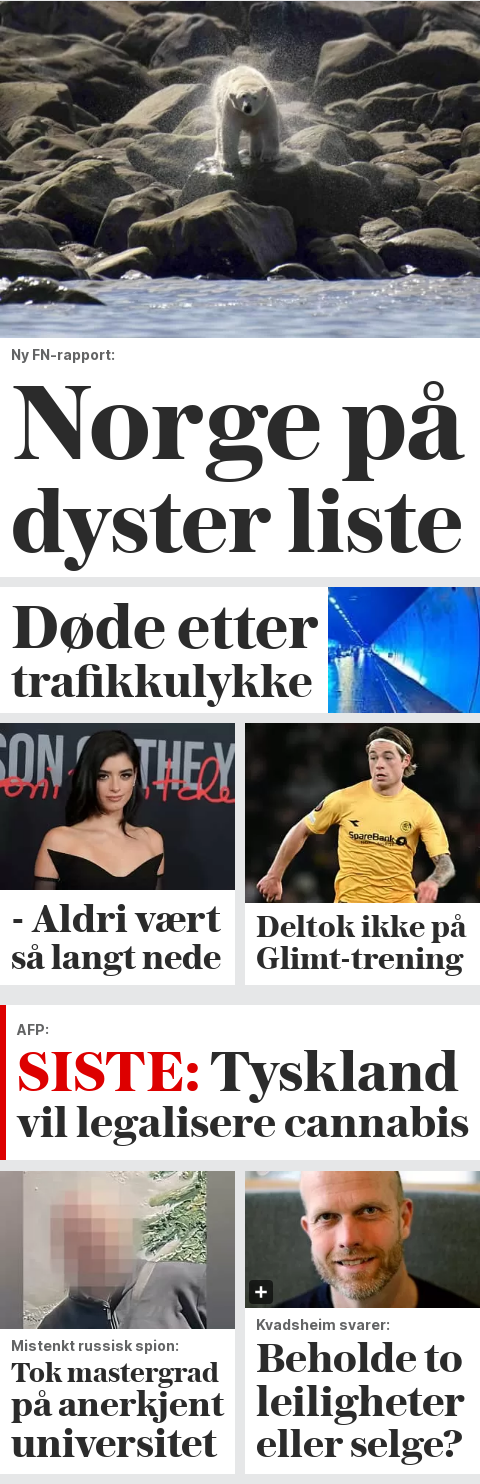 Ny FN-rapport:
Norge på
dyster liste
Døde etter
trafikkulykke
SON OF THE Y
- Aldri vært
så langt nede
SpareBank
Deltok ikke på
Glimt-trening
AFP:
SISTE: Tyskland
vil legalisere cannabis
Mistenkt russisk spion:
Tok mastergrad
på anerkjent
universitet
Kvadsheim svarer:
Beholde to
leiligheter
eller selge?